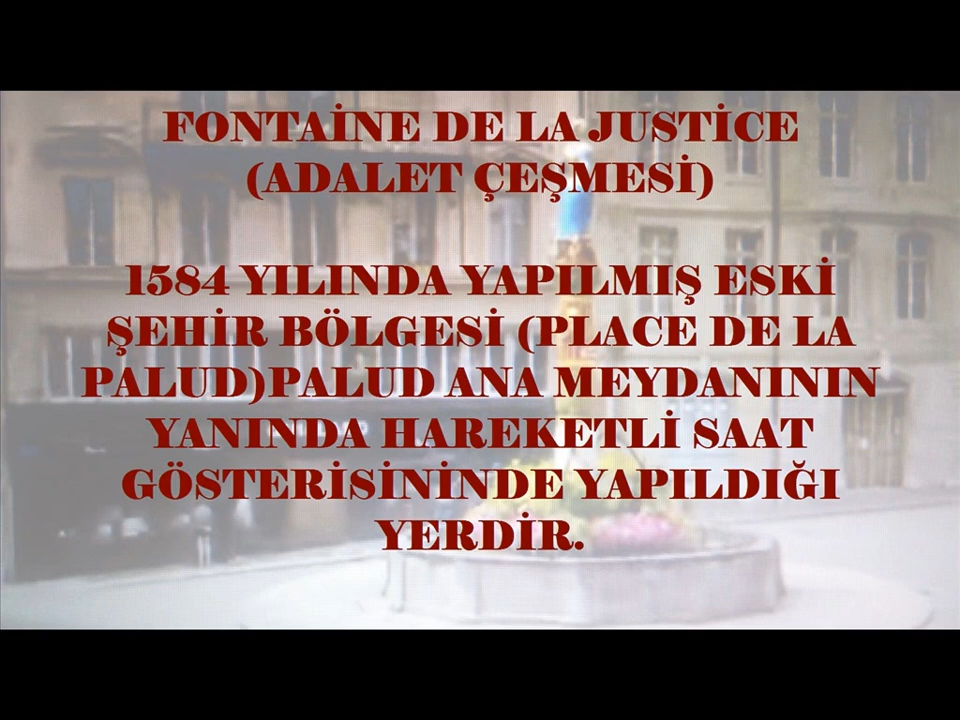 FONTAİNE DE LA JUSTİCE
(ADALET ÇEŞMESİ)
1584 YILINDA YAPILMIŞ ESKİ
ŞEHİR BÖLGESİ (PLACE DE LA
PALUD)PALUD ANA MEYDANININ
YANINDA HAREKETLİ SAAT
GÖSTERİSİNİNDE YAPILDIĞI
YERDİR.